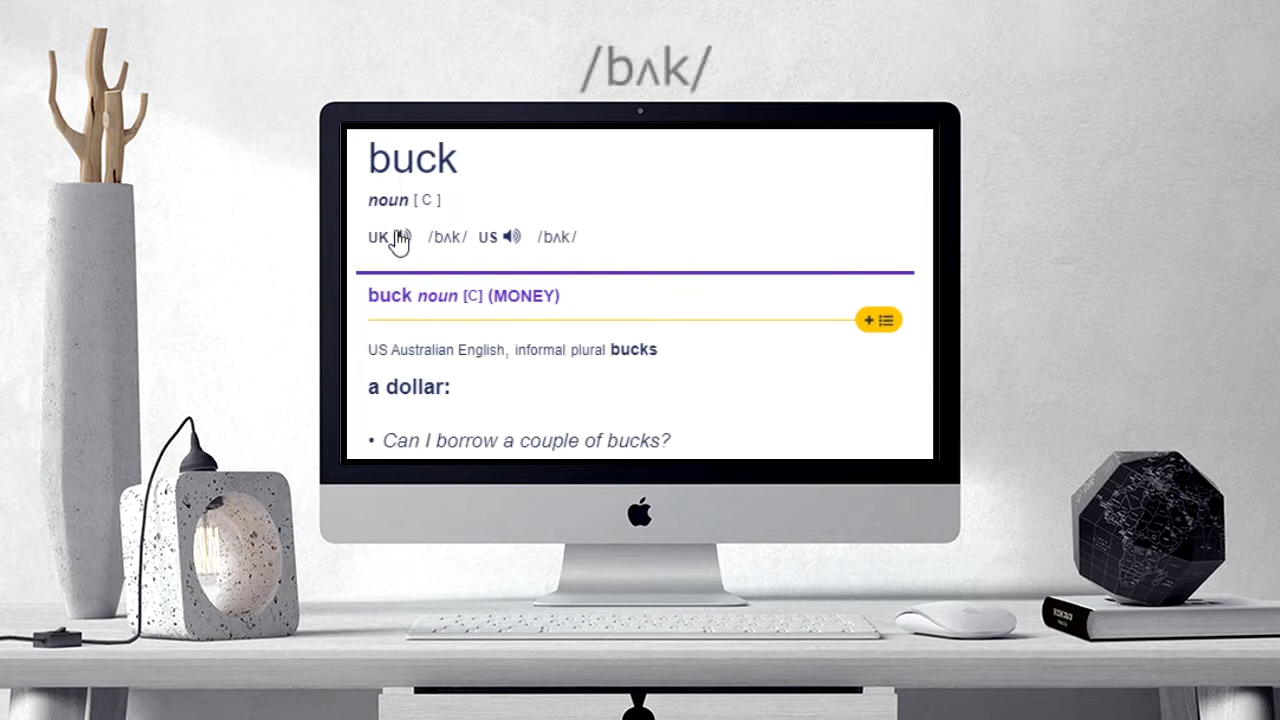 /bʌk/
buck
noun [ C ]
UK /bʌk/ US /bʌk/
buck noun [C] (MONEY)
+
US Australian English, informal plural bucks
a dollar:
• Can I borrow a couple of bucks?